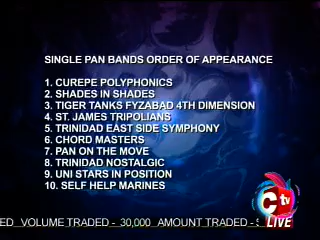 SINGLE PAN BANDS ORDER OF APPEARANCE
1. CUREPE POLYPHONICS
2. SHADES IN SHADES
3. TIGER TANKS FYZABAD 4TH DIMENSION
4. ST. JAMES TRIPOLIANS
5. TRINIDAD EAST SIDE SYMPHONY
6. CHORD MASTERS
7. PAN ON THE MOVE
8. TRINIDAD NOSTALGIC
9. UNI STARS IN POSITION
10. SELF HELP MARINES
C tv
LIVE
ED VOLUME TRADED - 30,000 AMOUNT TRADED - S